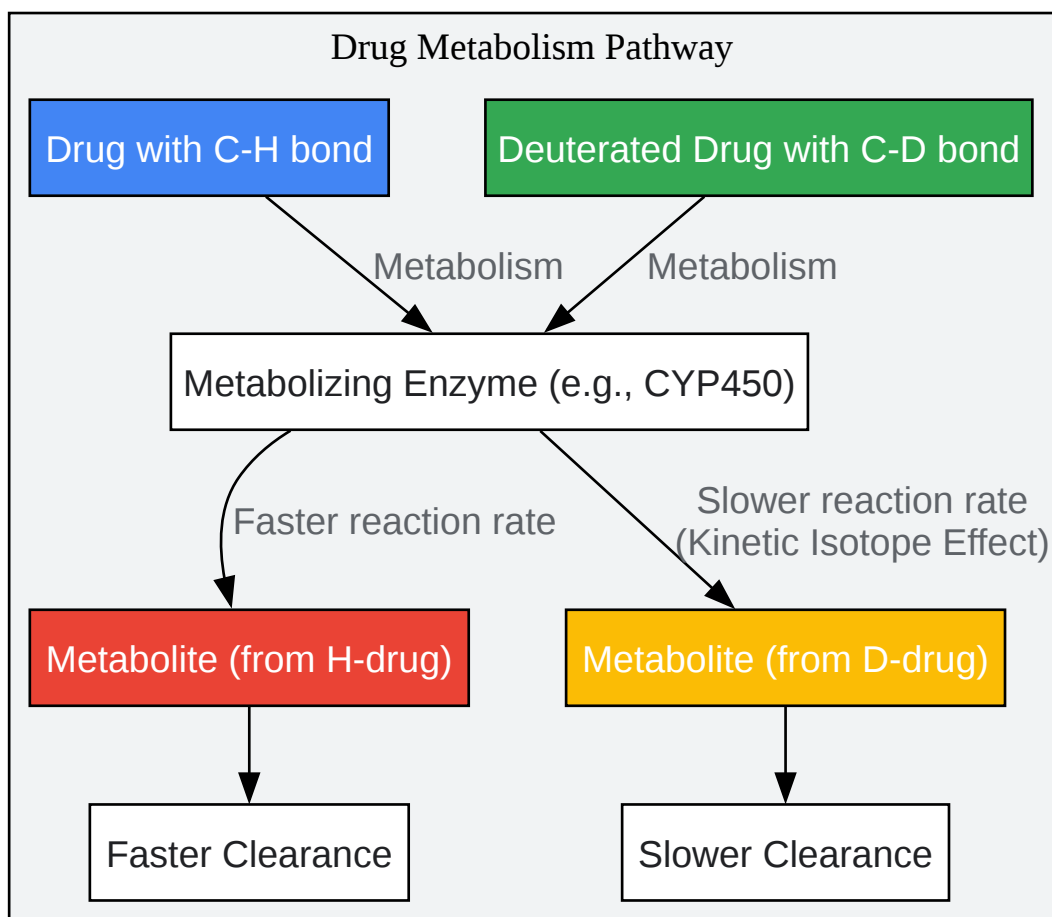 Drug Metabolism Pathway
Drug with C-H bond
Deuterated Drug with C-D bond
Metabolism
Metabolism
Metabolizing Enzyme (e.g., CYP450)
Faster reaction rate
Slower reaction rate
(Kinetic Isotope Effect)
Metabolite (from H-drug)
Metabolite (from D-drug)
Faster Clearance
Slower Clearance